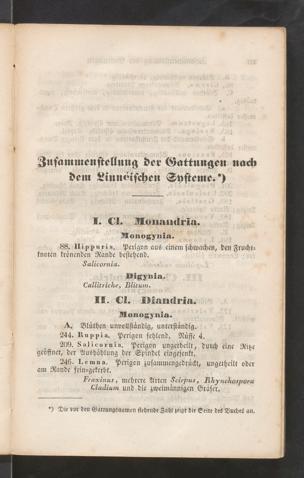 Zusammenstellung der Gattungen nach
dem Linnéischen Systeme.*)
I. Cl. Monandria.
Monogynia.
88. Hippuris. Perigon aus einem schwachen, den Frucht-
knoten krönenden Rande bestehend.
Salicornia.
Digynia.
Callitriche, Blitum.
II. Cl. Diandria.
Monogynia.
A. Blüthen unvollständig, unterständig.
244. Ruppia. Perigon fehlend. Nüsse 4.
209. Salicornia. Perigon ungetheilt, durch eine Ritze
geöffnet, der Aushöhlung der Spindel eingesenkt.
246. Lemna. Perigon zusammengedrückt, ungetheilt oder
am Rande fein-gekerbt.
Fraxinus, mehrere Arten Scirpus, Rhynchospora
Cladium und die zweimännigen Gräser.
*) Die vor den Gattungsnamen stehende Zahl zeigt die Seite des Buches an.